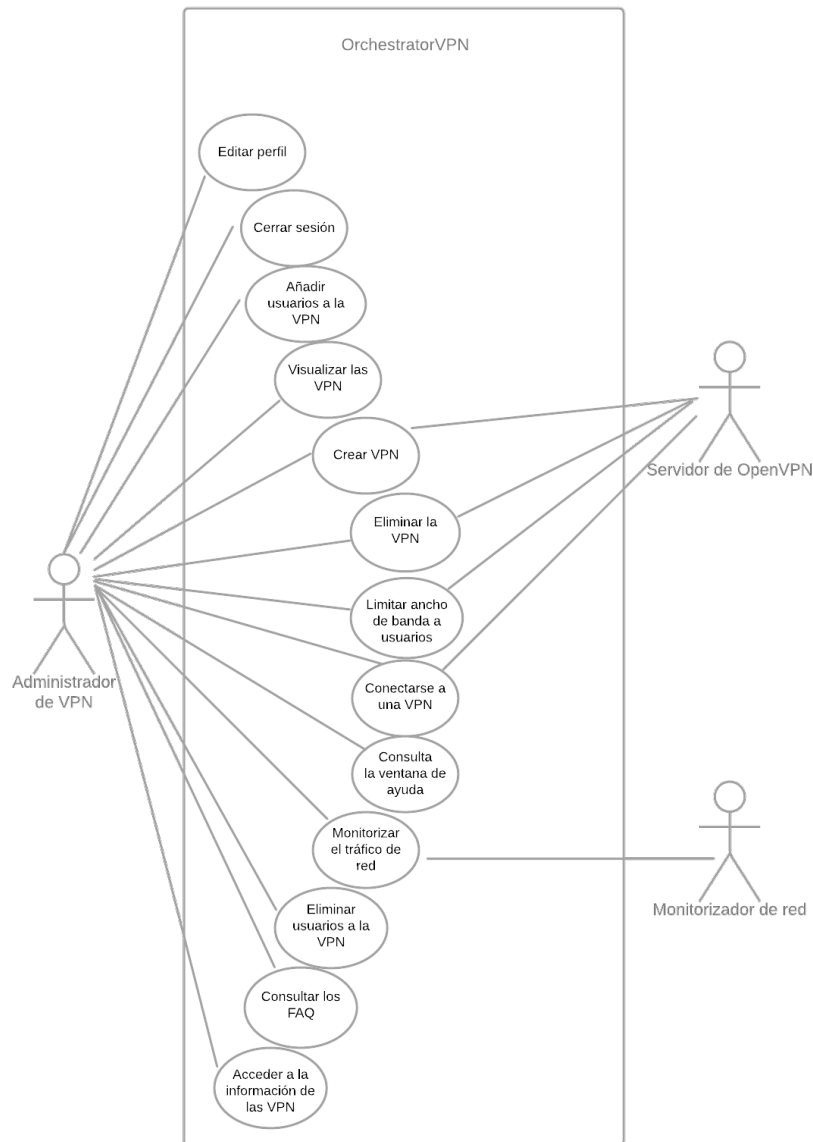 OrchestratorVPN
Editar perfil
Cerrar sesión
Añadir
usuarios a la
VPN
Visualizar las
VPN
Crear VPN
Servidor de OpenVPN
Eliminar la
VPN
Limitar ancho
de banda a
usuarios
Administrador
de VPN
Conectarse a
una VPN
Consulta
la ventana de
ayuda
Monitorizar
el tráfico de
red
Monitorizador de red
Eliminar
usuarios a la
VPN
Consultar los
FAQ
Acceder a la
información de
las VPN